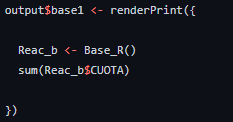 output$base1 <- renderPrint({
Reac_b <- Base_R()
sum(Reac_b$CUOTA)
})